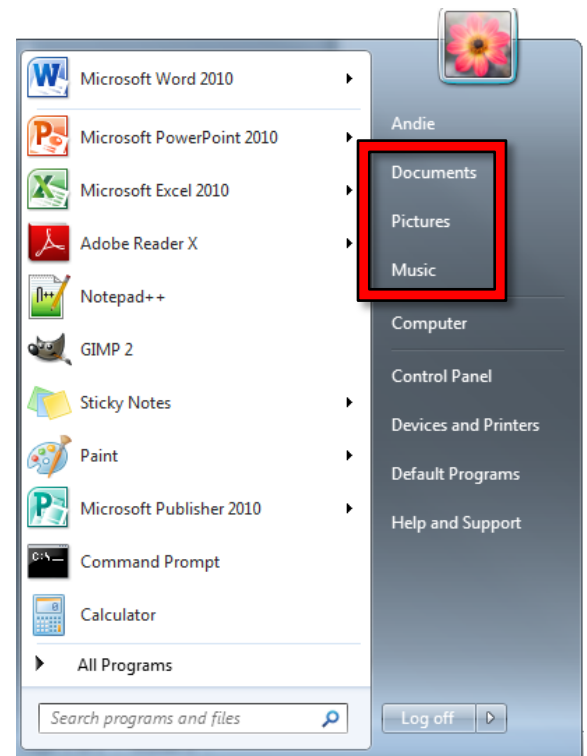 Microsoft Word 2010
Microsoft PowerPoint 2010
Microsoft Excel 2010
Adobe Reader X
Notepad++
GIMP 2
Sticky Notes
Paint
Microsoft Publisher 2010
Command Prompt
Calculator
All Programs
Search programs and files
Andie
Documents
Pictures
Music
Computer
Control Panel
Devices and Printers
Default Programs
Help and Support
Log off